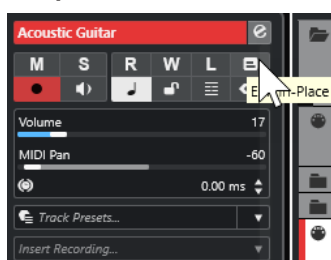 Acoustic Guitar
M S R W L
Volume 17
MIDI Pan -60
0.00 ms
Track Presets...
Insert Recording...